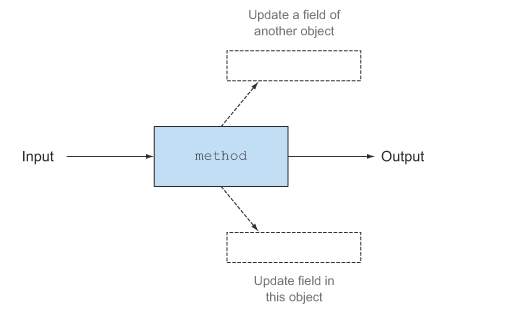 Update a field of
another object
Input
method
Output
Update field in
this object